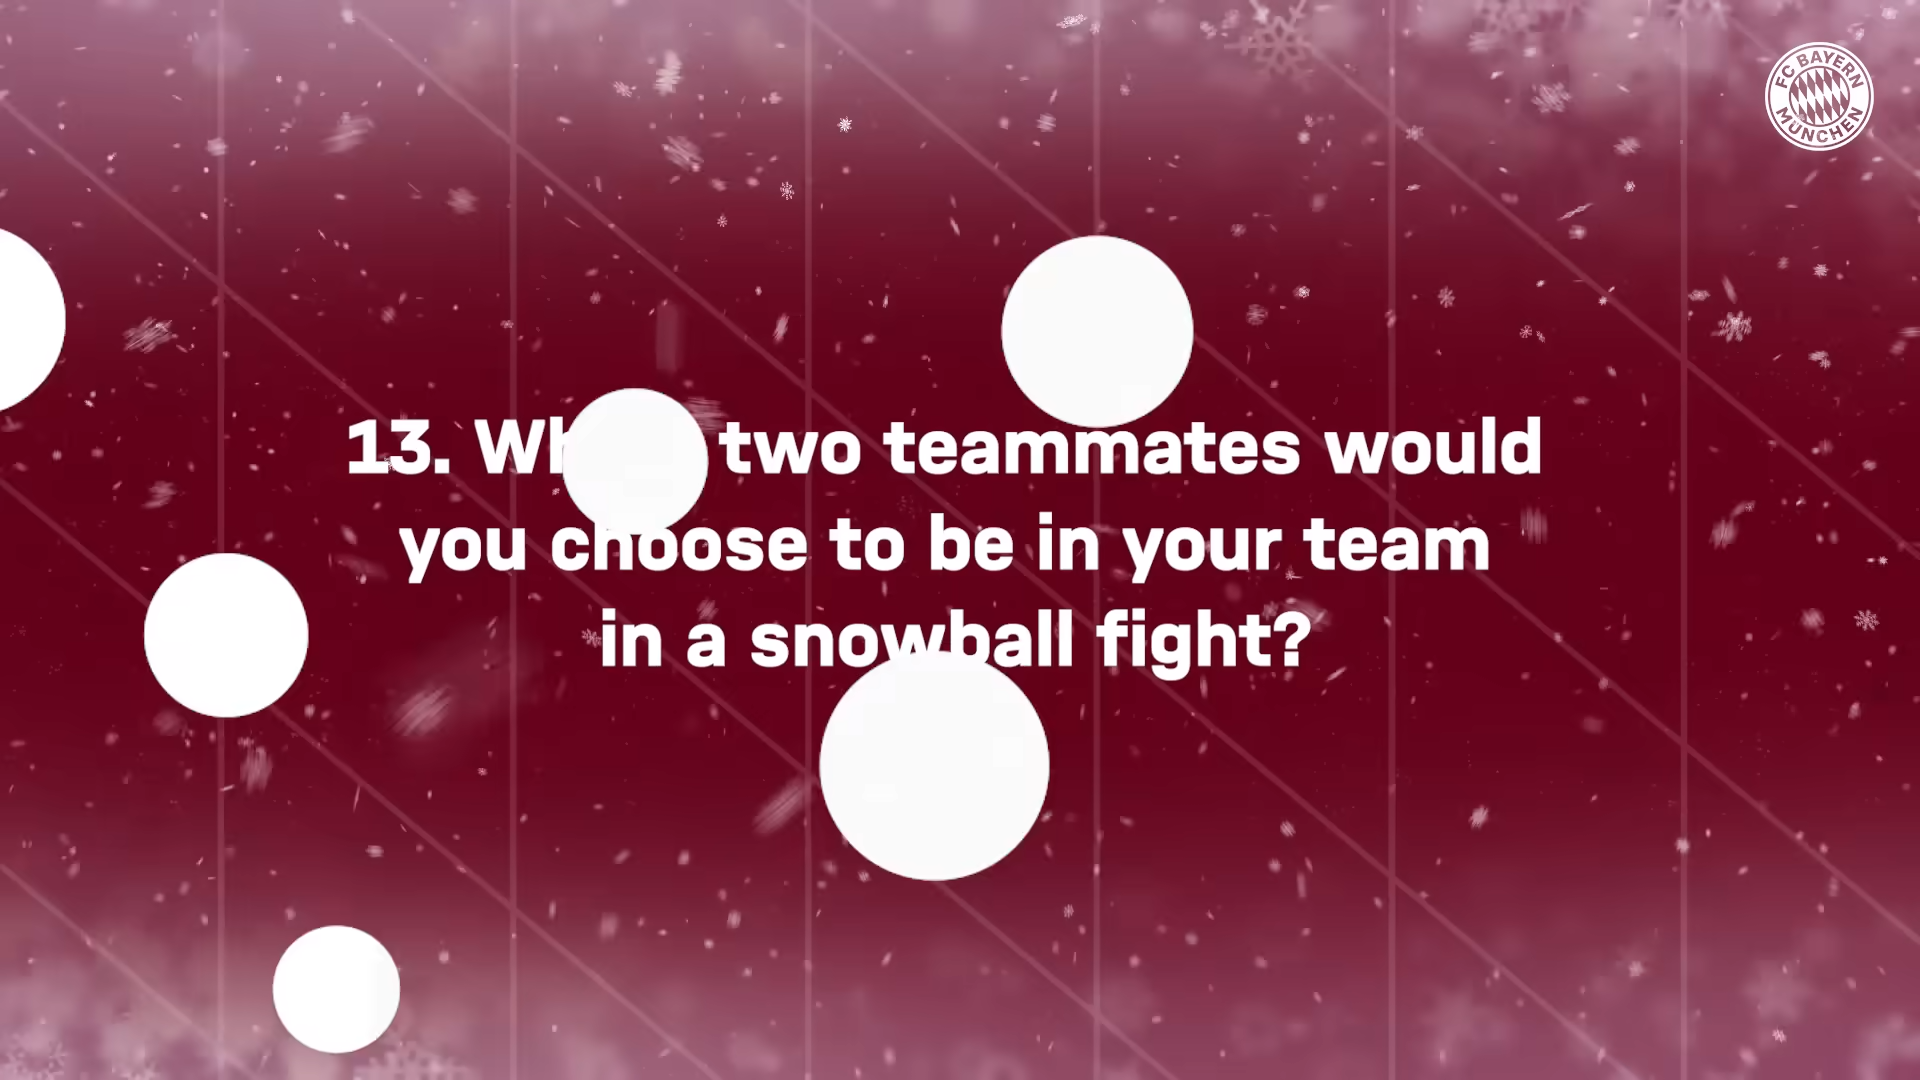 FC BAYERN
MÜNCHEN
13. two teammates would
you choose to be in your team
in a snowball fight?